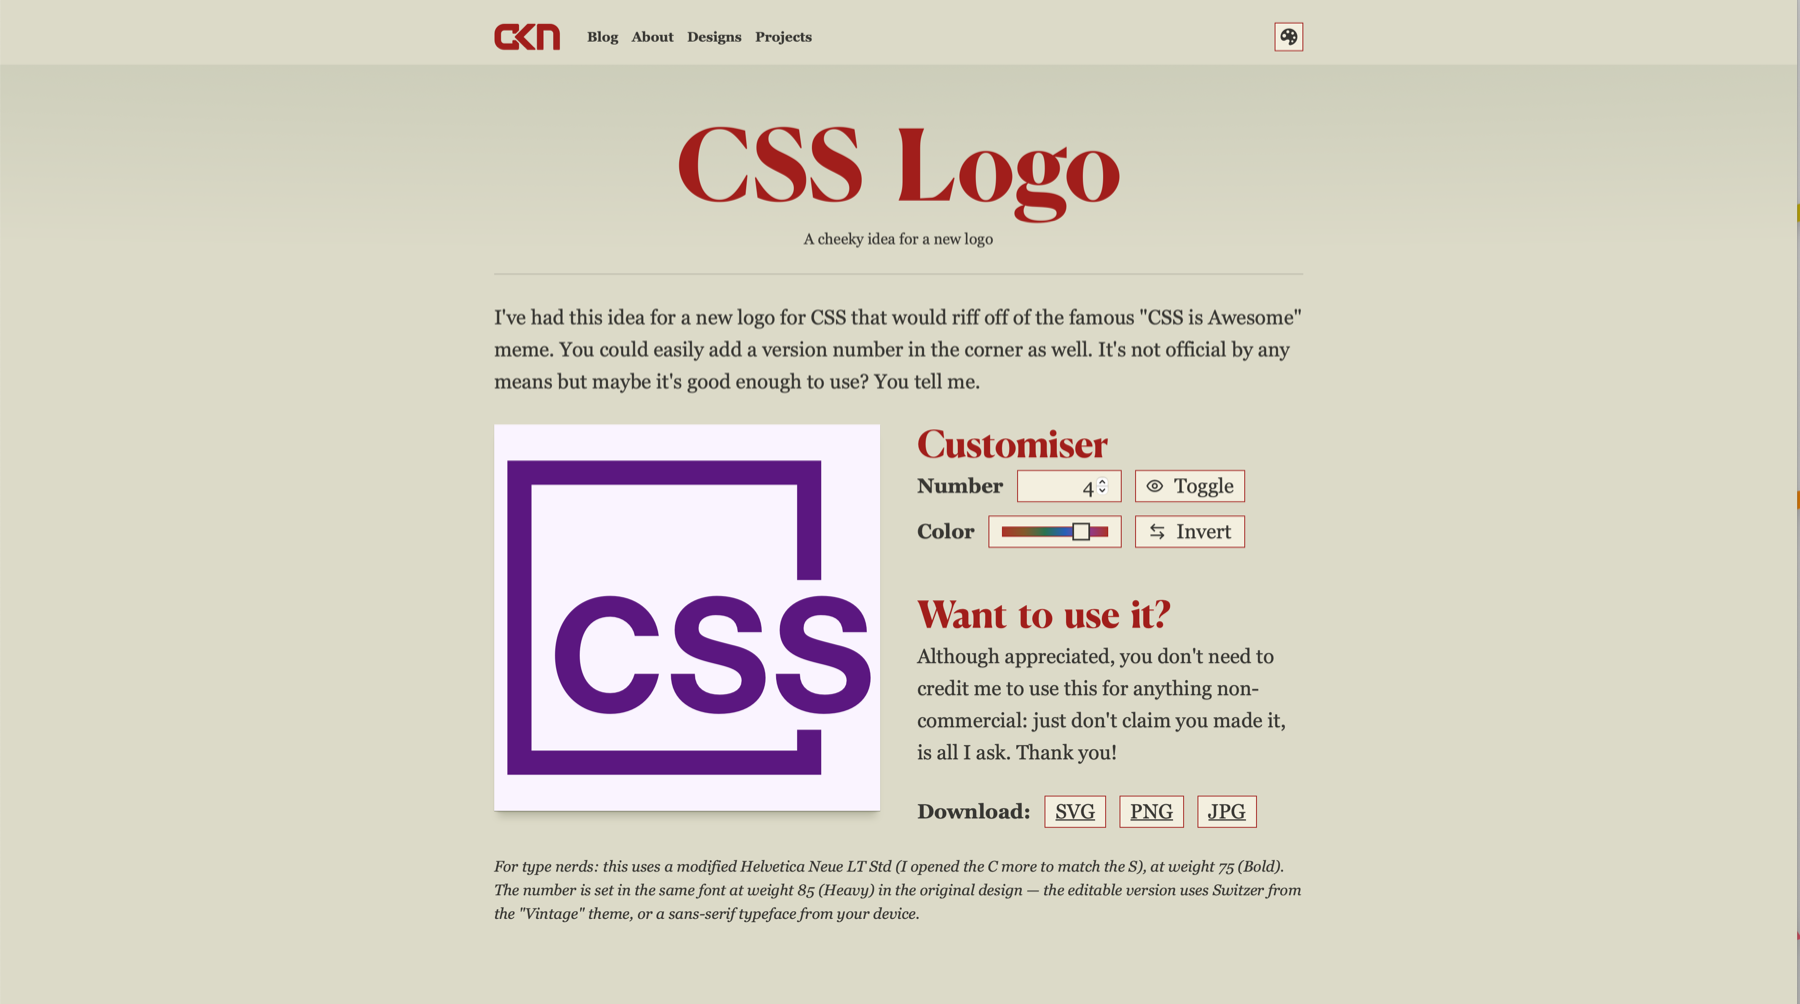 CKN
Blog About Designs Projects
CSS Logo
A cheeky idea for a new logo
I've had this idea for a new logo for CSS that would riff off of the famous "CSS is Awesome"
meme. You could easily add a version number in the corner as well. It's not official by any
means but maybe it's good enough to use? You tell me.
CSS
Customiser
Number 4 Toggle
Color Invert
Want to use it?
Although appreciated, you don't need to
credit me to use this for anything non-
commercial: just don't claim you made it,
is all I ask. Thank you!
Download: SVG PNG JPG
For type nerds: this uses a modified Helvetica Neue LT Std (I opened the C more to match the S), at weight 75 (Bold).
The number is set in the same font at weight 85 (Heavy) in the original design — the editable version uses Switzer from
the "Vintage" theme, or a sans-serif typeface from your device.